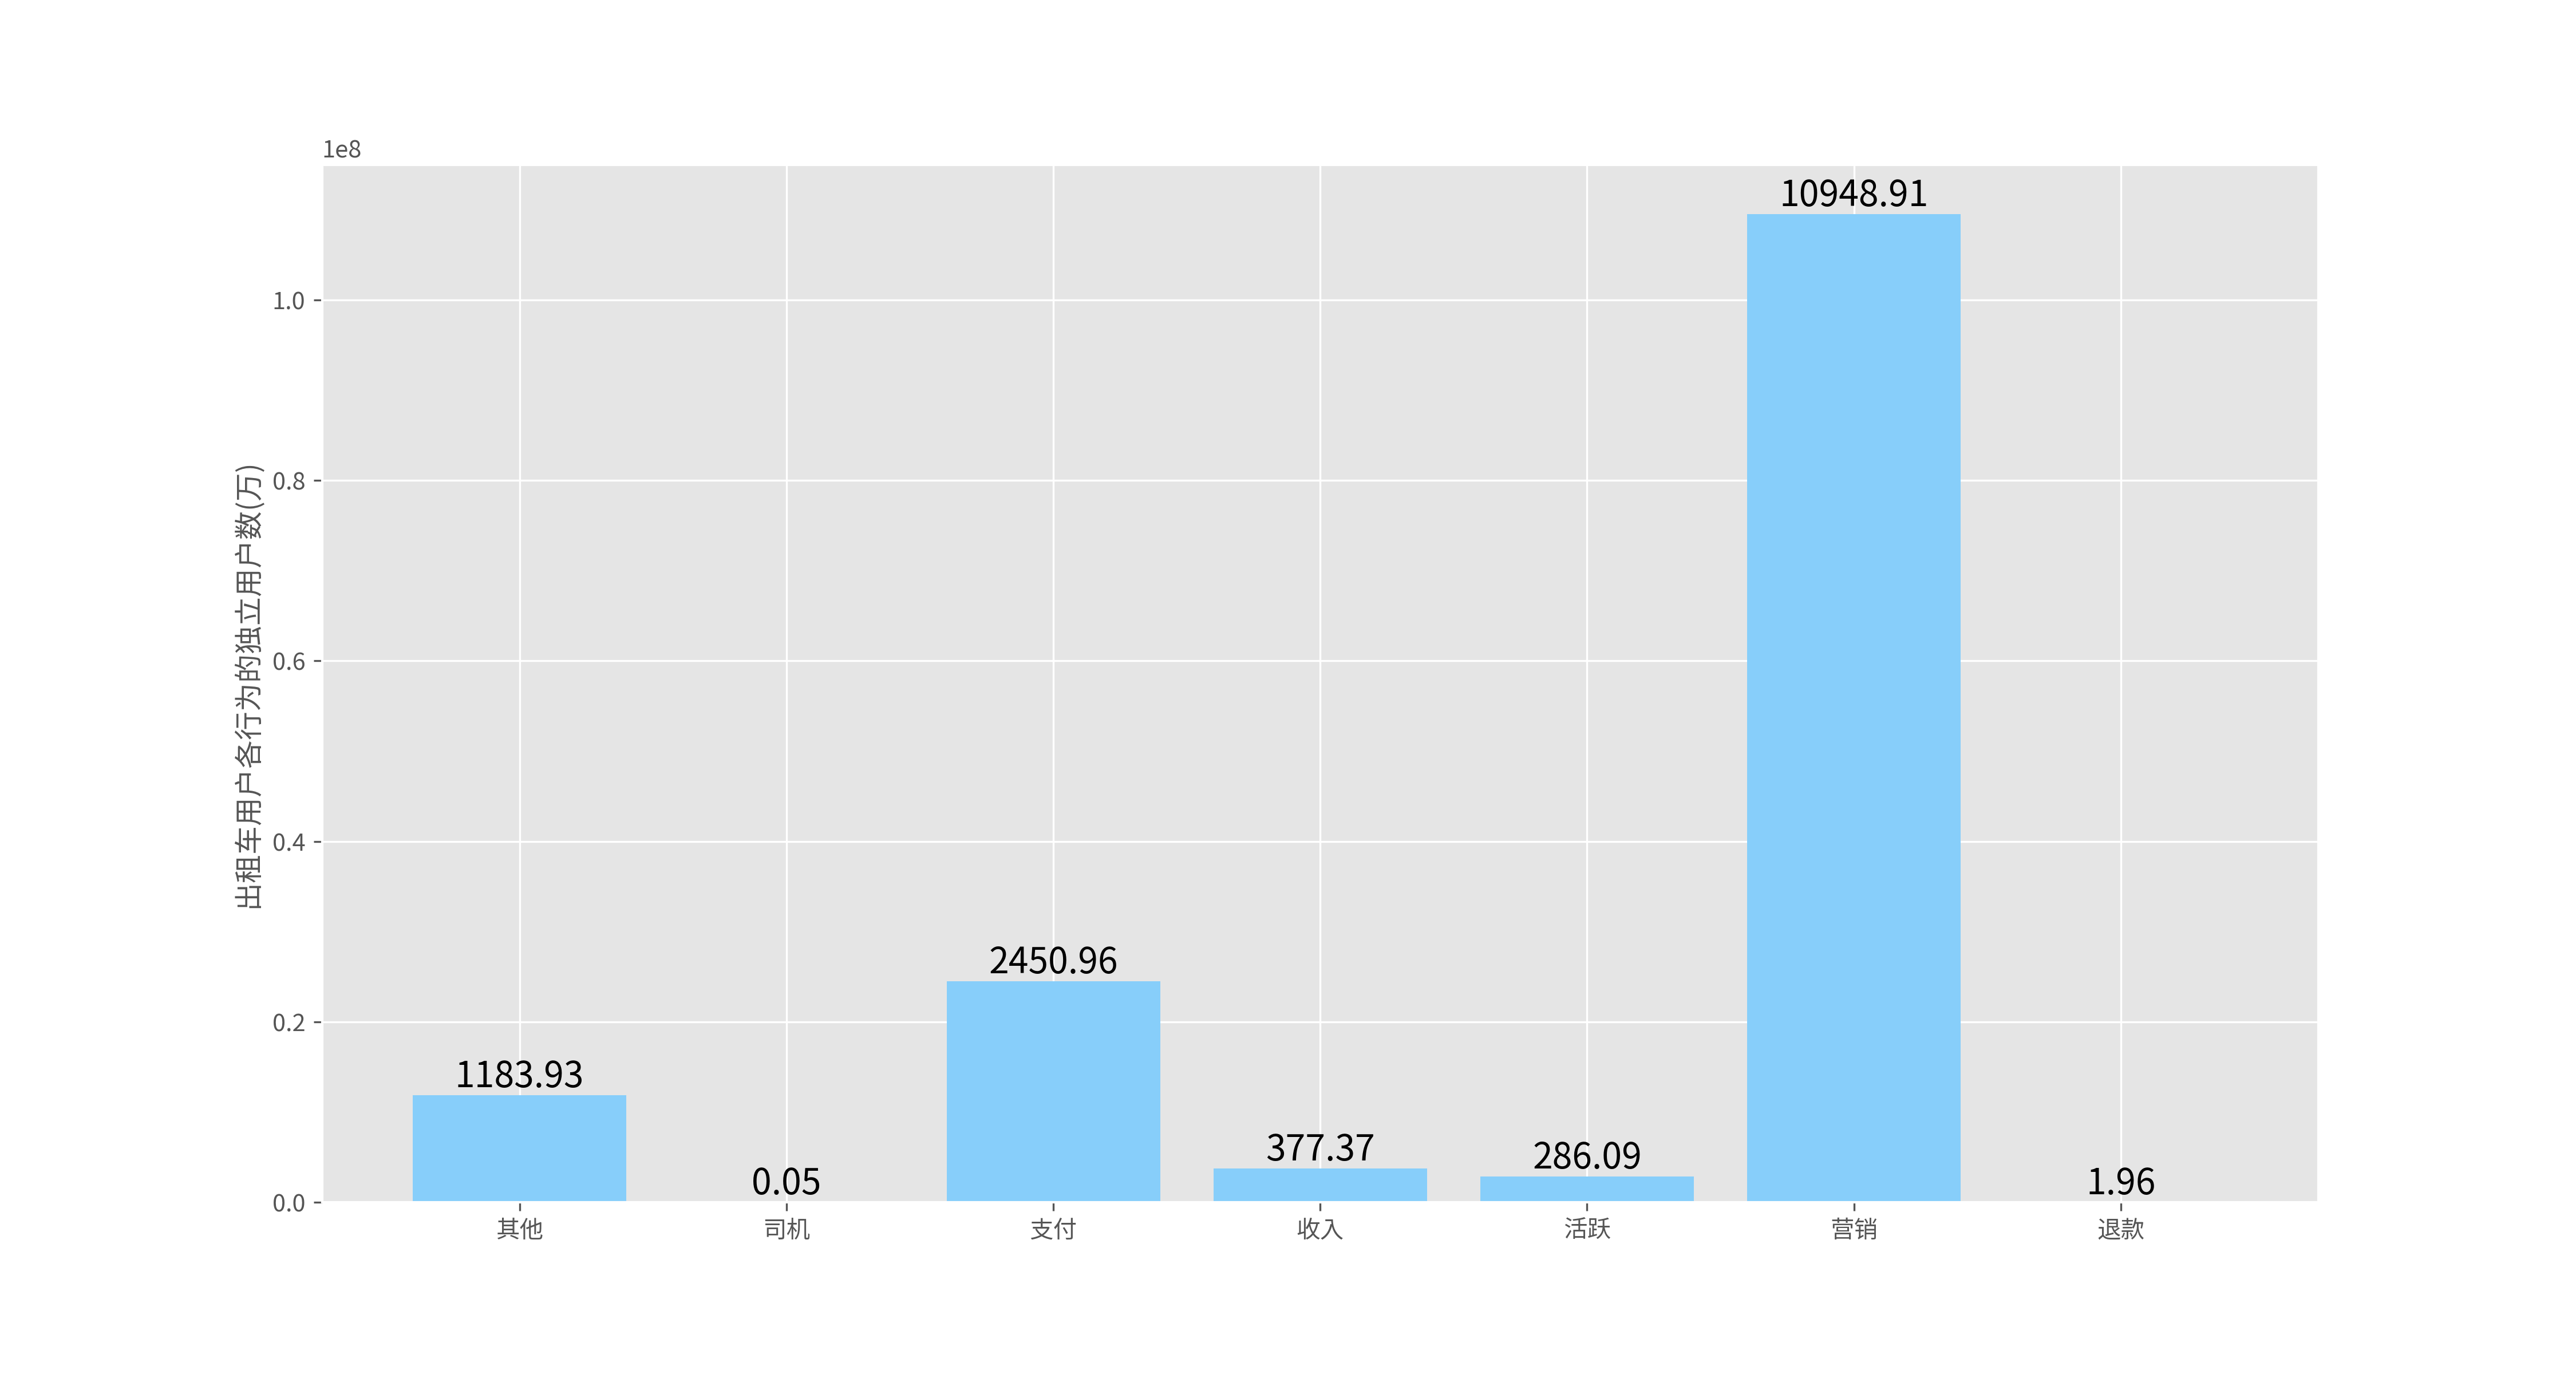 1e8
10948.91
1.0
0.8
0.6
0.4
0.2
0.0
出租车用户各行为的独立用户数(万)
2450.96
1183.93
377.37
286.09
0.05
1.96
其他
司机
支付
收入
活跃
营销
退款